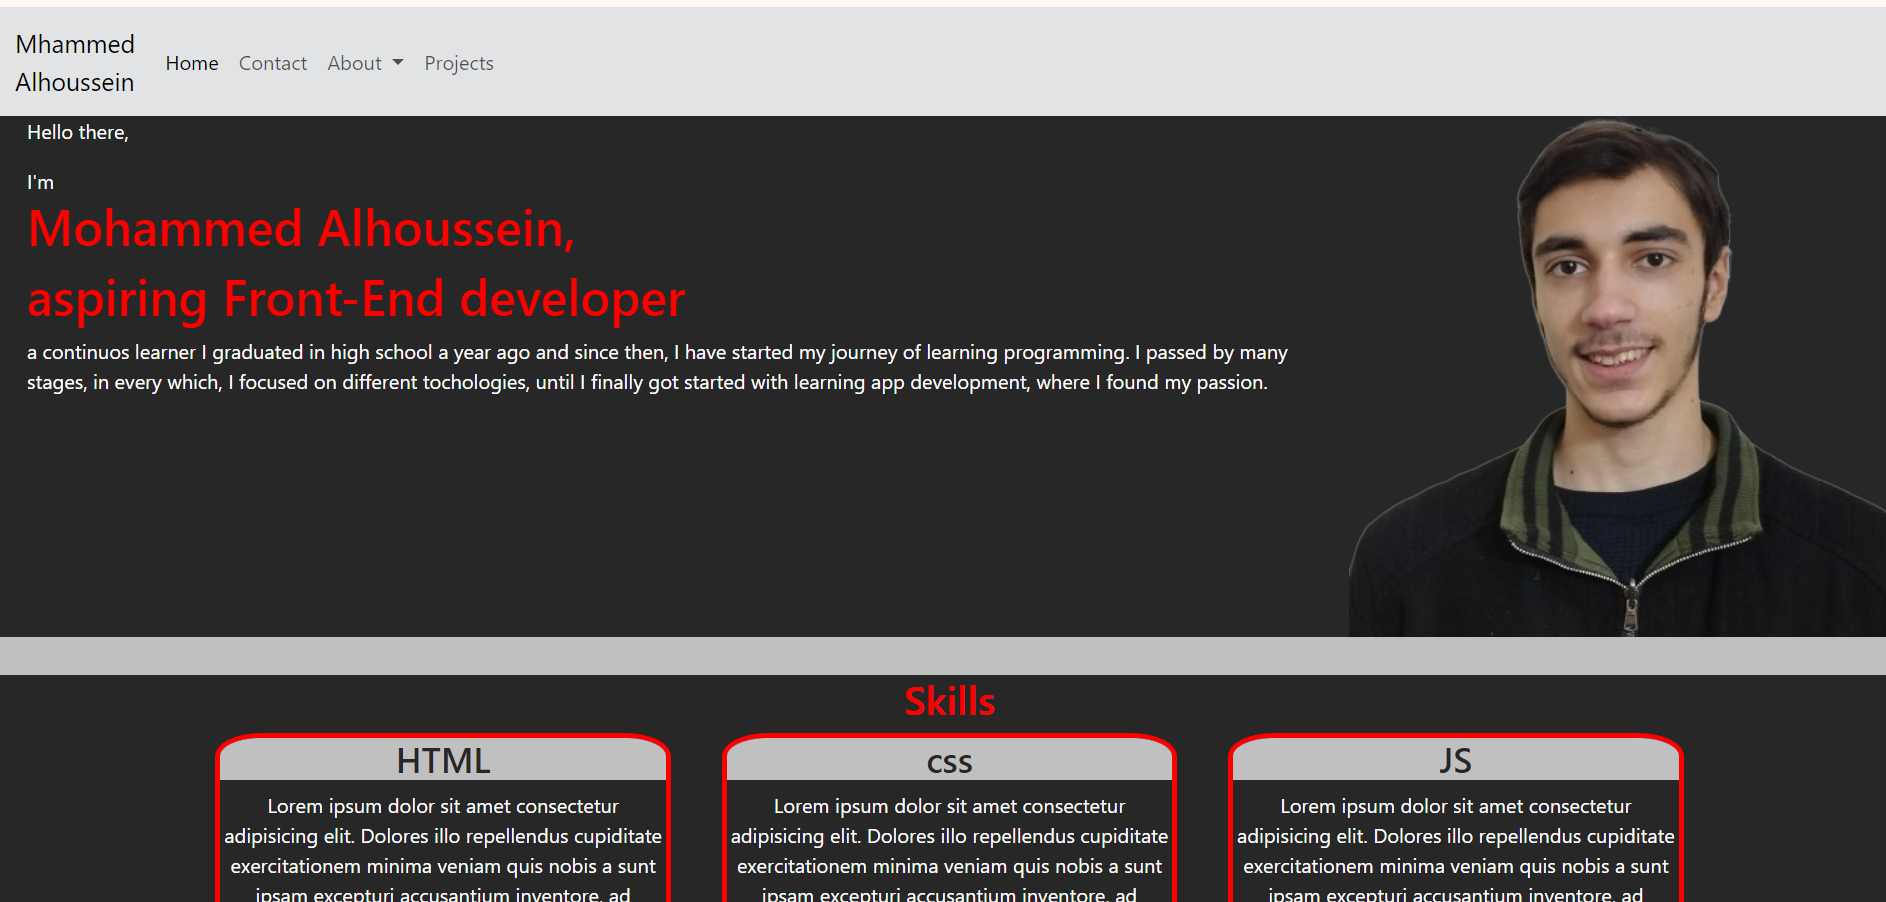 Mhammed
Alhoussein
Home Contact About Projects
Hello there,
I'm
Mohammed Alhoussein,
aspiring Front-End developer
a continuos learner I graduated in high school a year ago and since then, I have started my journey of learning programming. I passed by many
stages, in every which, I focused on different tochologies, until I finally got started with learning app development, where I found my passion.
Skills
HTML
Lorem ipsum dolor sit amet consectetur
adipisicing elit. Dolores illo repellendus cupiditate
exercitationem minima veniam quis nobis a sunt
ipsam excepturi accusantium inventore, ad
css
Lorem ipsum dolor sit amet consectetur
adipisicing elit. Dolores illo repellendus cupiditate
exercitationem minima veniam quis nobis a sunt
ipsam excepturi accusantium inventore, ad
JS
Lorem ipsum dolor sit amet consectetur
adipisicing elit. Dolores illo repellendus cupiditate
exercitationem minima veniam quis nobis a sunt
ipsam excepturi accusantium inventore, ad